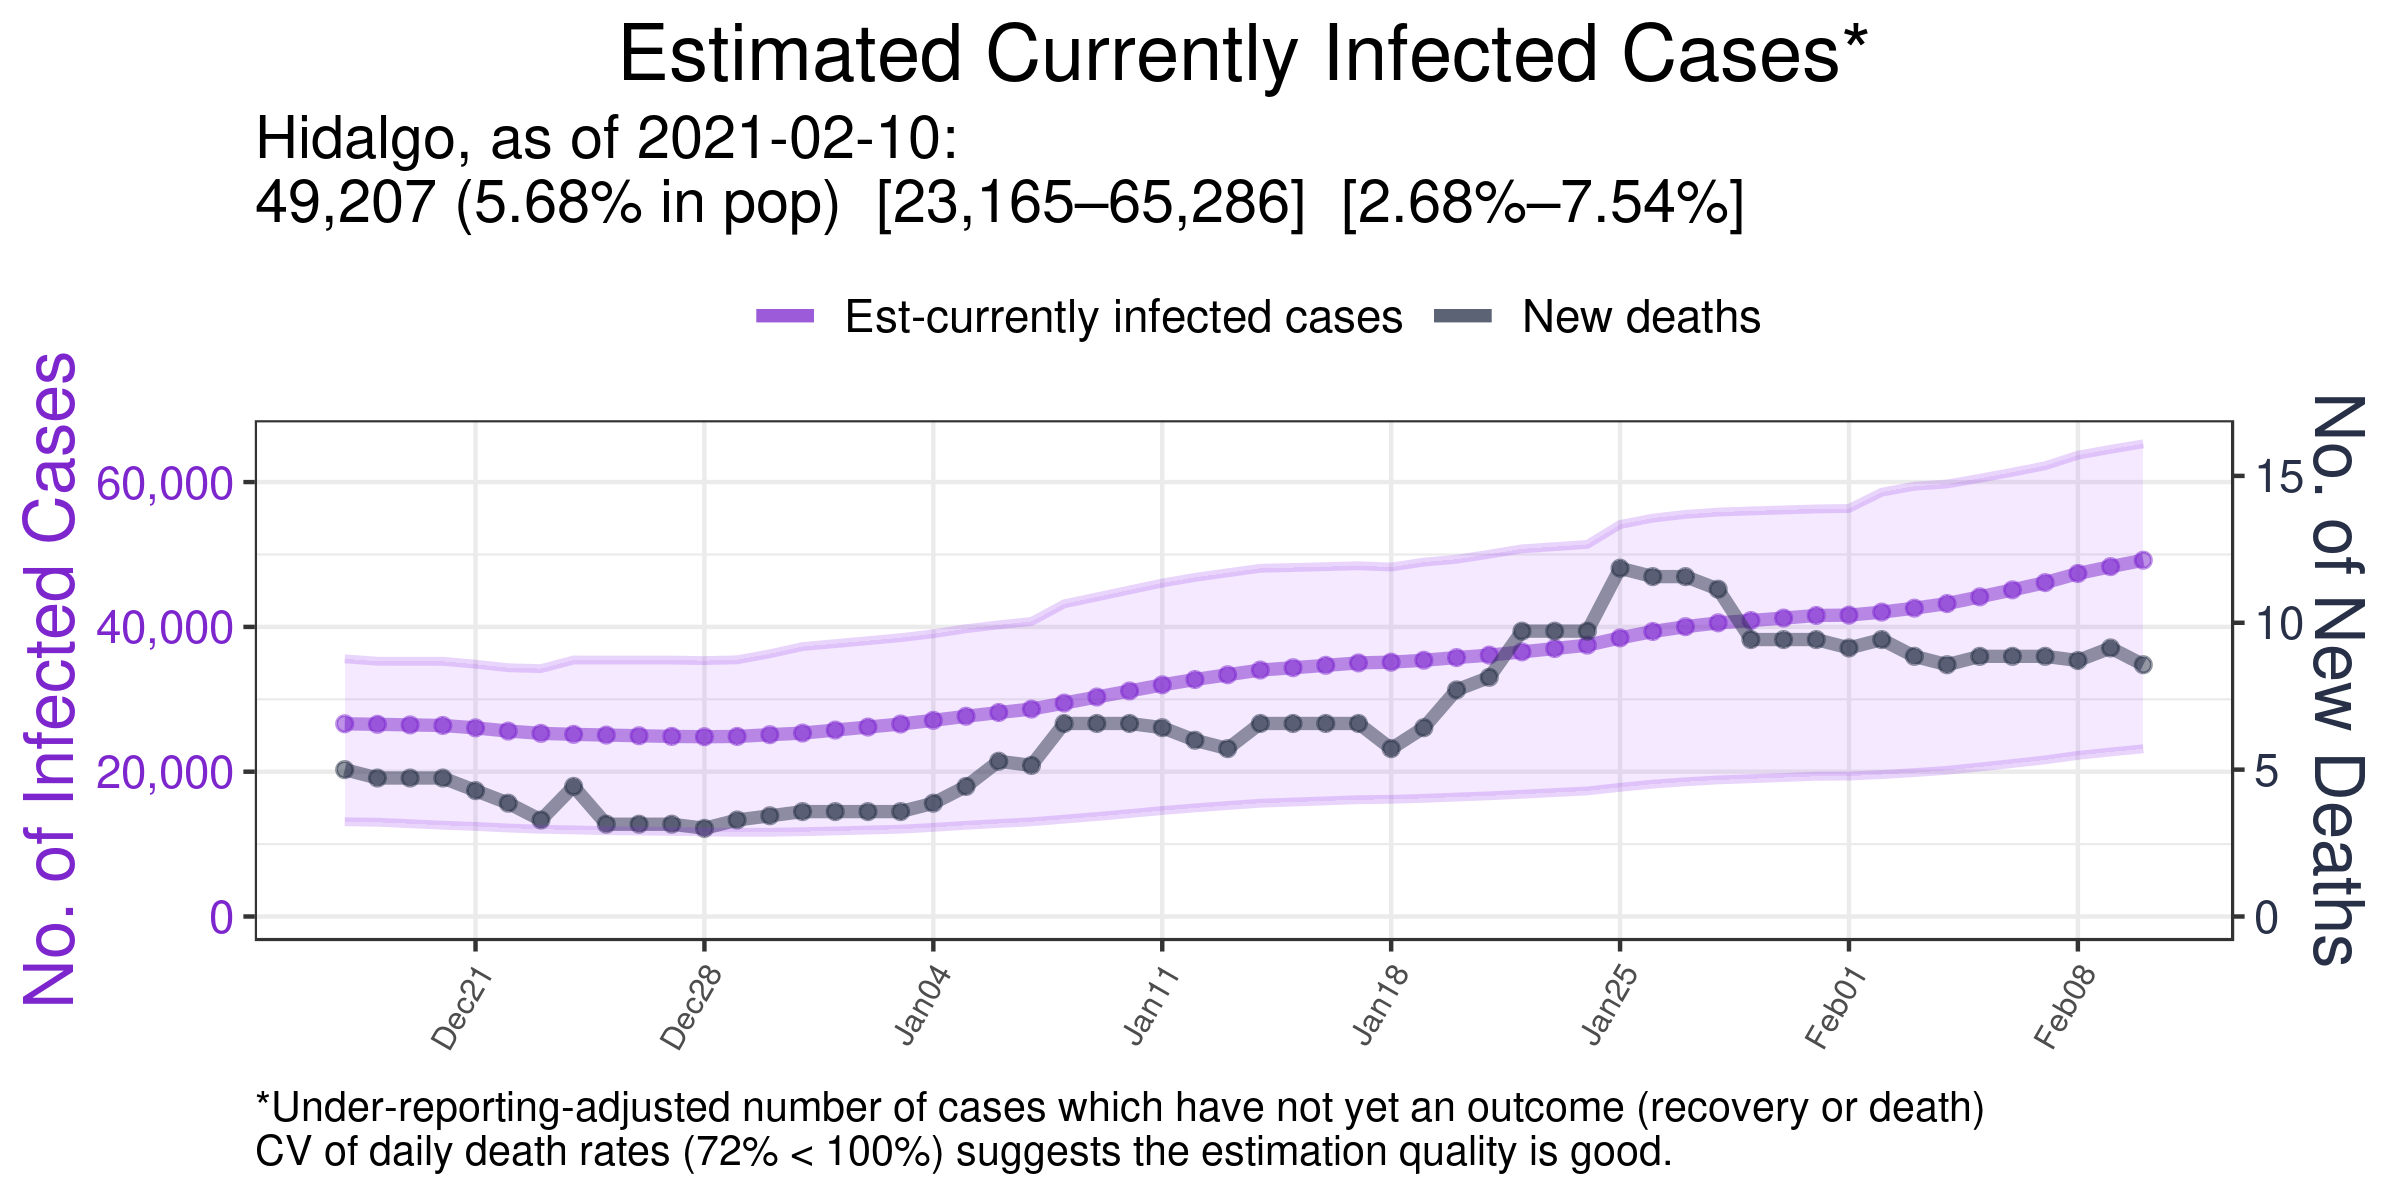 Estimated Currently Infected Cases*
Hidalgo, as of 2021-02-10:
49,207 (5.68% in pop)  [23,165–65,286]  [2.68%–7.54%]
Est-currently infected cases
New deaths
No. of Infected Cases
60,000
40,000
20,000
0
15
10
5
0
No. of New Deaths
Dec21
Dec28
Jan04
Jan11
Jan18
Jan25
Feb01
Feb08
*Under-reporting-adjusted number of cases which have not yet an outcome (recovery or death)
CV of daily death rates (72% < 100%) suggests the estimation quality is good.